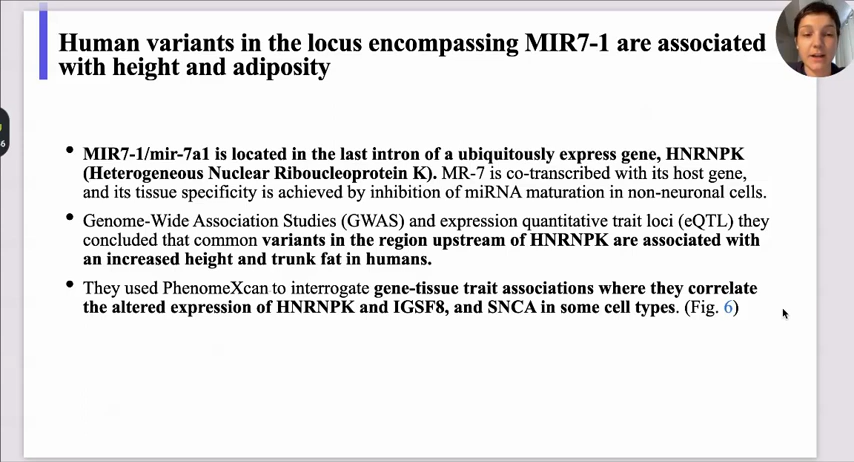 Human variants in the locus encompassing MIR7-1 are associated
with height and adiposity
• MIR7-1/mir-7a1 is located in the last intron of a ubiquitously express gene, HNRNPK
(Heterogeneous Nuclear Riboucleoprotein K). MR-7 is co-transcribed with its host gene,
and its tissue specificity is achieved by inhibition of miRNA maturation in non-neuronal cells.
• Genome-Wide Association Studies (GWAS) and expression quantitative trait loci (eQTL) they
concluded that common variants in the region upstream of HNRNPK are associated with
an increased height and trunk fat in humans.
• They used PhenomeXcan to interrogate gene-tissue trait associations where they correlate
the altered expression of HNRNPK and IGSF8, and SNCA in some cell types. (Fig. 6)